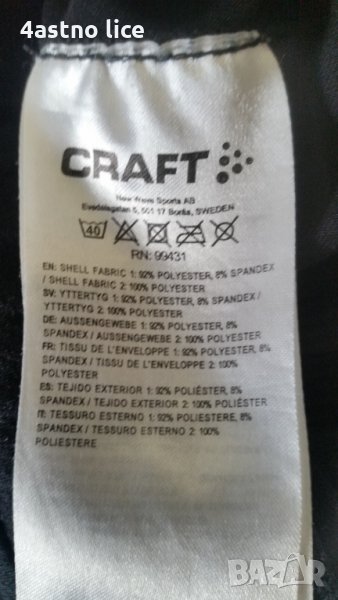 4astno lice
CRAFT
New Wave Sports AB
Evedalsgatan 5, 501 17 Borås, SWEDEN
40
RN: 99431
EN: SHELL FABRIC 1: 92% POLYESTER, 8% SPANDEX
/ SHELL FABRIC 2: 100% POLYESTER
SV: YTTERTYG 1: 92% POLYESTER, 8% SPANDEX /
YTTERTYG 2: 100% POLYESTER
DE: AUSSENGEWEBE 1: 92% POLYESTER, 8%
SPANDEX / AUSSENGEWEBE 2: 100% POLYESTER
FR: TISSU DE L'ENVELOPPE 1: 92% POLYESTER, 8%
SPANDEX / TISSU DE L'ENVELOPPE 2: 100%
POLYESTER
ES: TEJIDO EXTERIOR 1: 92% POLIÉSTER, 8%
SPANDEX / TEJIDO EXTERIOR 2: 100% POLIÉSTER
IT: TESSURO ESTERNO 1: 92% POLIESTERE, 8%
SPANDEX / TESSURO ESTERNO 2: 100%
POLIESTERE
BAZAR